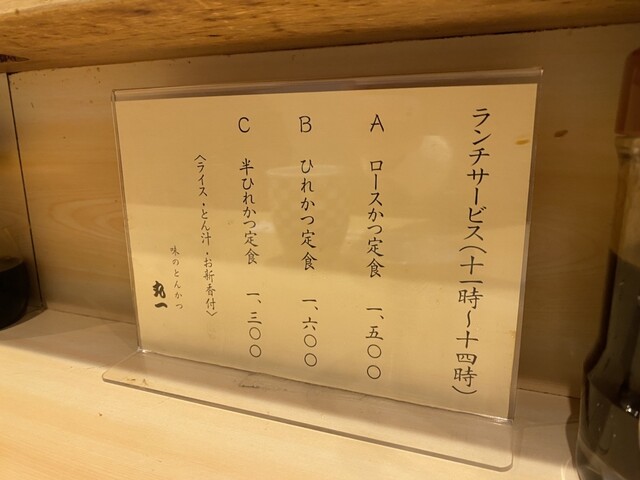 ランチサービス(十一時〜十四時)
A ロースかつ定食 一、五〇〇
B ひれかつ定食 一、六〇〇
C 半ひれかつ定食 一、三〇〇
〈ライス・とん汁・お新香付〉
味のとんかつ
丸一